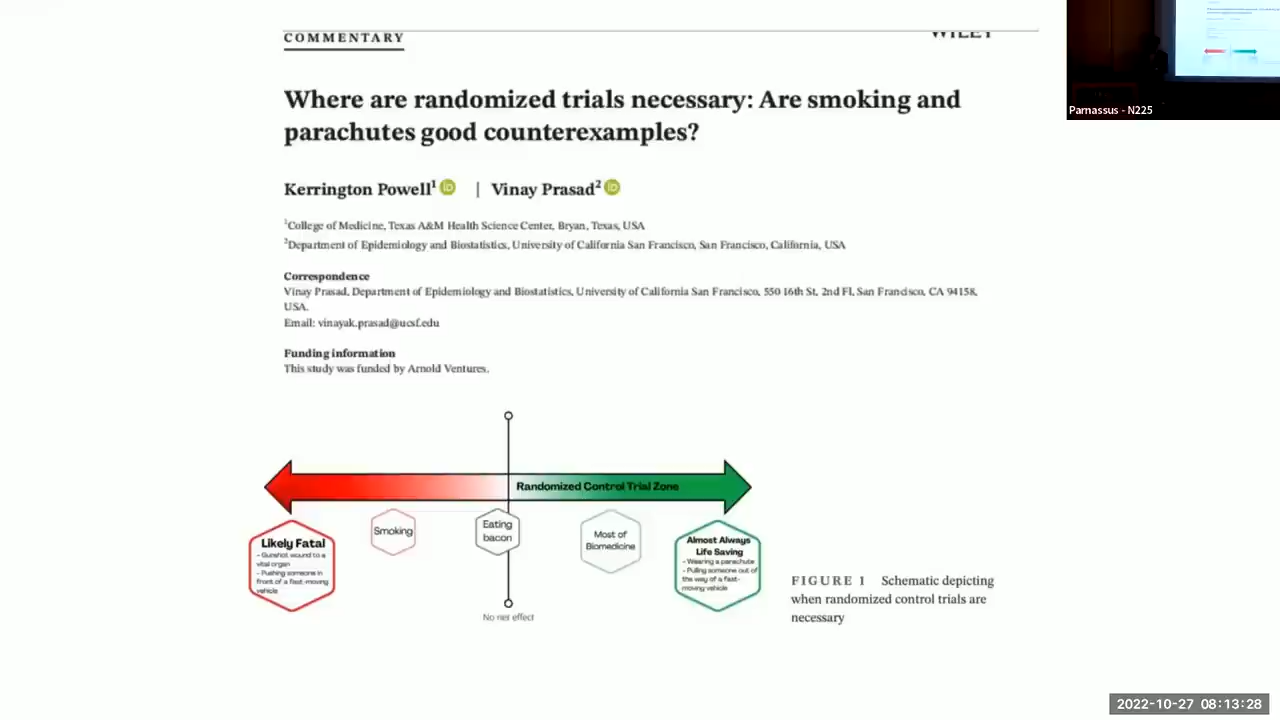 COMMENTARY
WILEY
Where are randomized trials necessary: Are smoking and
parachutes good counterexamples?
Kerrington Powell1 | Vinay Prasad2
1College of Medicine, Texas A&M Health Science Center, Bryan, Texas, USA
2Department of Epidemiology and Biostatistics, University of California San Francisco, San Francisco, California, USA
Correspondence
Vinay Prasad, Department of Epidemiology and Biostatistics, University of California San Francisco, 550 16th St, 2nd Fl, San Francisco, CA 94158,
USA.
Email: vinayak.prasad@ucsf.edu
Funding information
This study was funded by Arnold Ventures.
Randomized Control Trial Zone
Likely Fatal
- Gunshot wound to a
vital organ
- Pushing someone in
front of a fast-moving
vehicle
Smoking
Eating
bacon
Most of
Biomedicine
Almost Always
Life Saving
- Wearing a parachute
- Pulling someone out of
the way of a fast-
moving vehicle
No net effect
FIGURE 1 Schematic depicting
when randomized control trials are
necessary
Parnassus - N225
2022-10-27 08:13:28